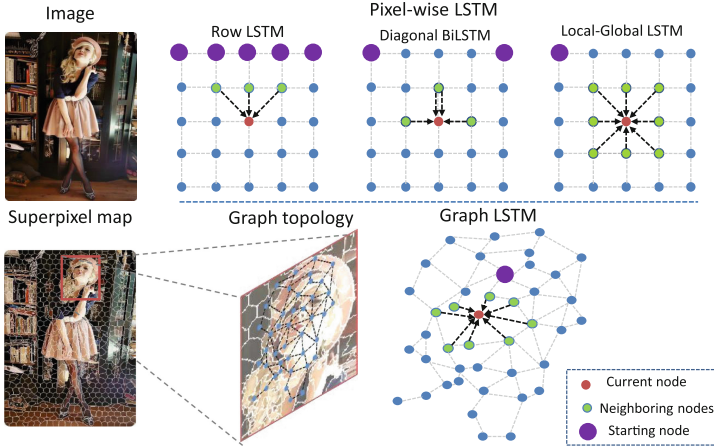 Image
Pixel-wise LSTM
Row LSTM
Diagonal BiLSTM
Local-Global LSTM
Superpixel map
Graph topology
Graph LSTM
Current node
Neighboring nodes
Starting node